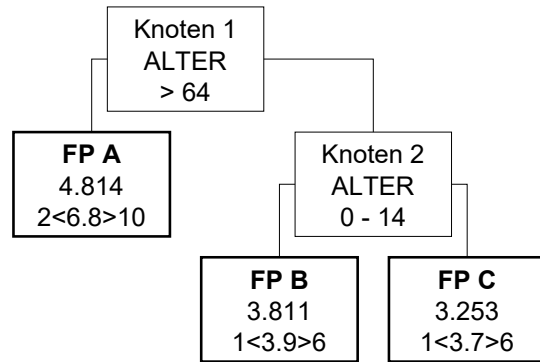 Knoten 1
ALTER
> 64
FP A
4.814
2<6.8>10
Knoten 2
ALTER
0 - 14
FP B
3.811
1<3.9>6
FP C
3.253
1<3.7>6